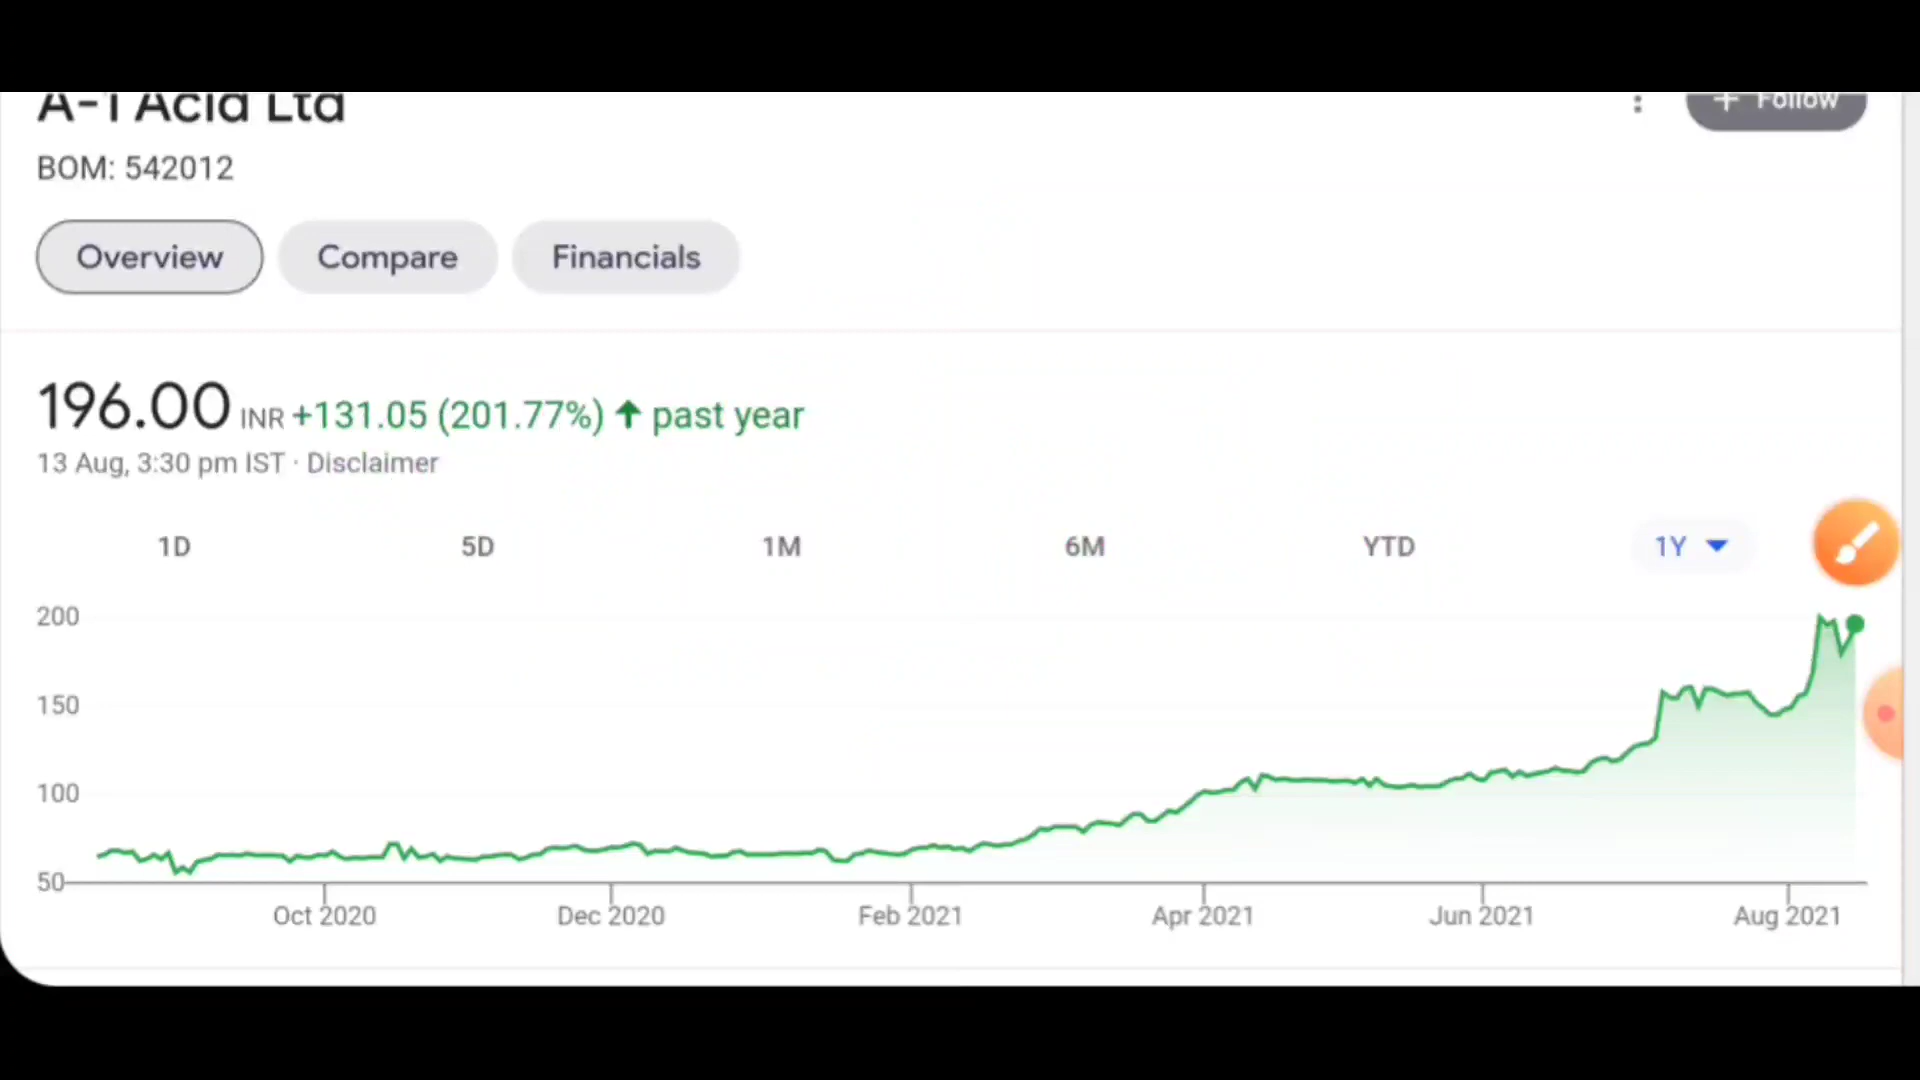 A-1 Acid Ltd
+ Follow
BOM: 542012
Overview Compare Financials
196.00 INR +131.05 (201.77%) ↑ past year
13 Aug, 3:30 pm IST · Disclaimer
1D 5D 1M 6M YTD 1Y
200
150
100
50
Oct 2020 Dec 2020 Feb 2021 Apr 2021 Jun 2021 Aug 2021